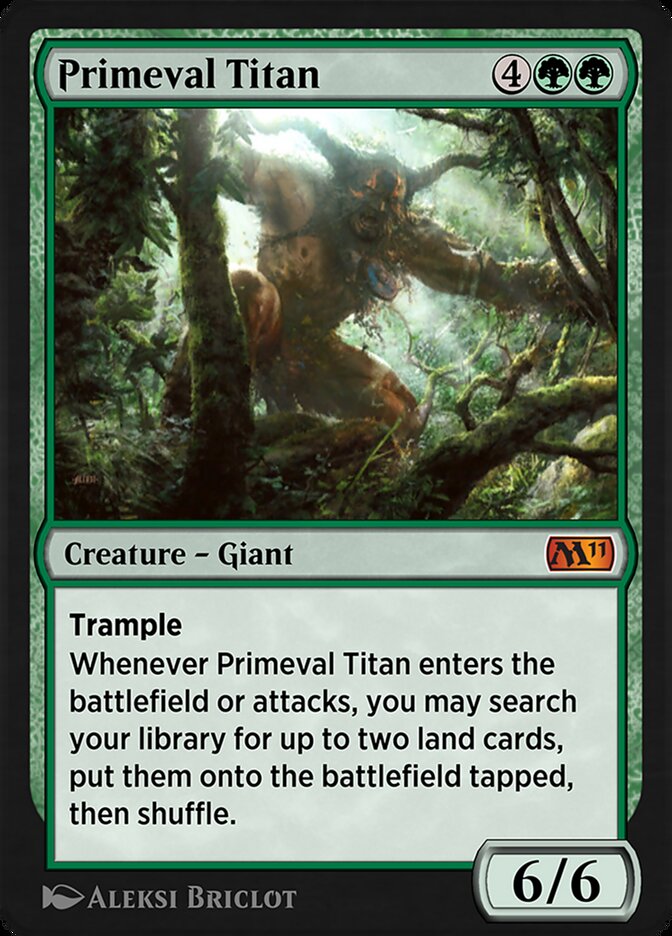 Primeval Titan 4
Creature – Giant M11
Trample
Whenever Primeval Titan enters the
battlefield or attacks, you may search
your library for up to two land cards,
put them onto the battlefield tapped,
then shuffle.
6/6
Aleksi Briclot